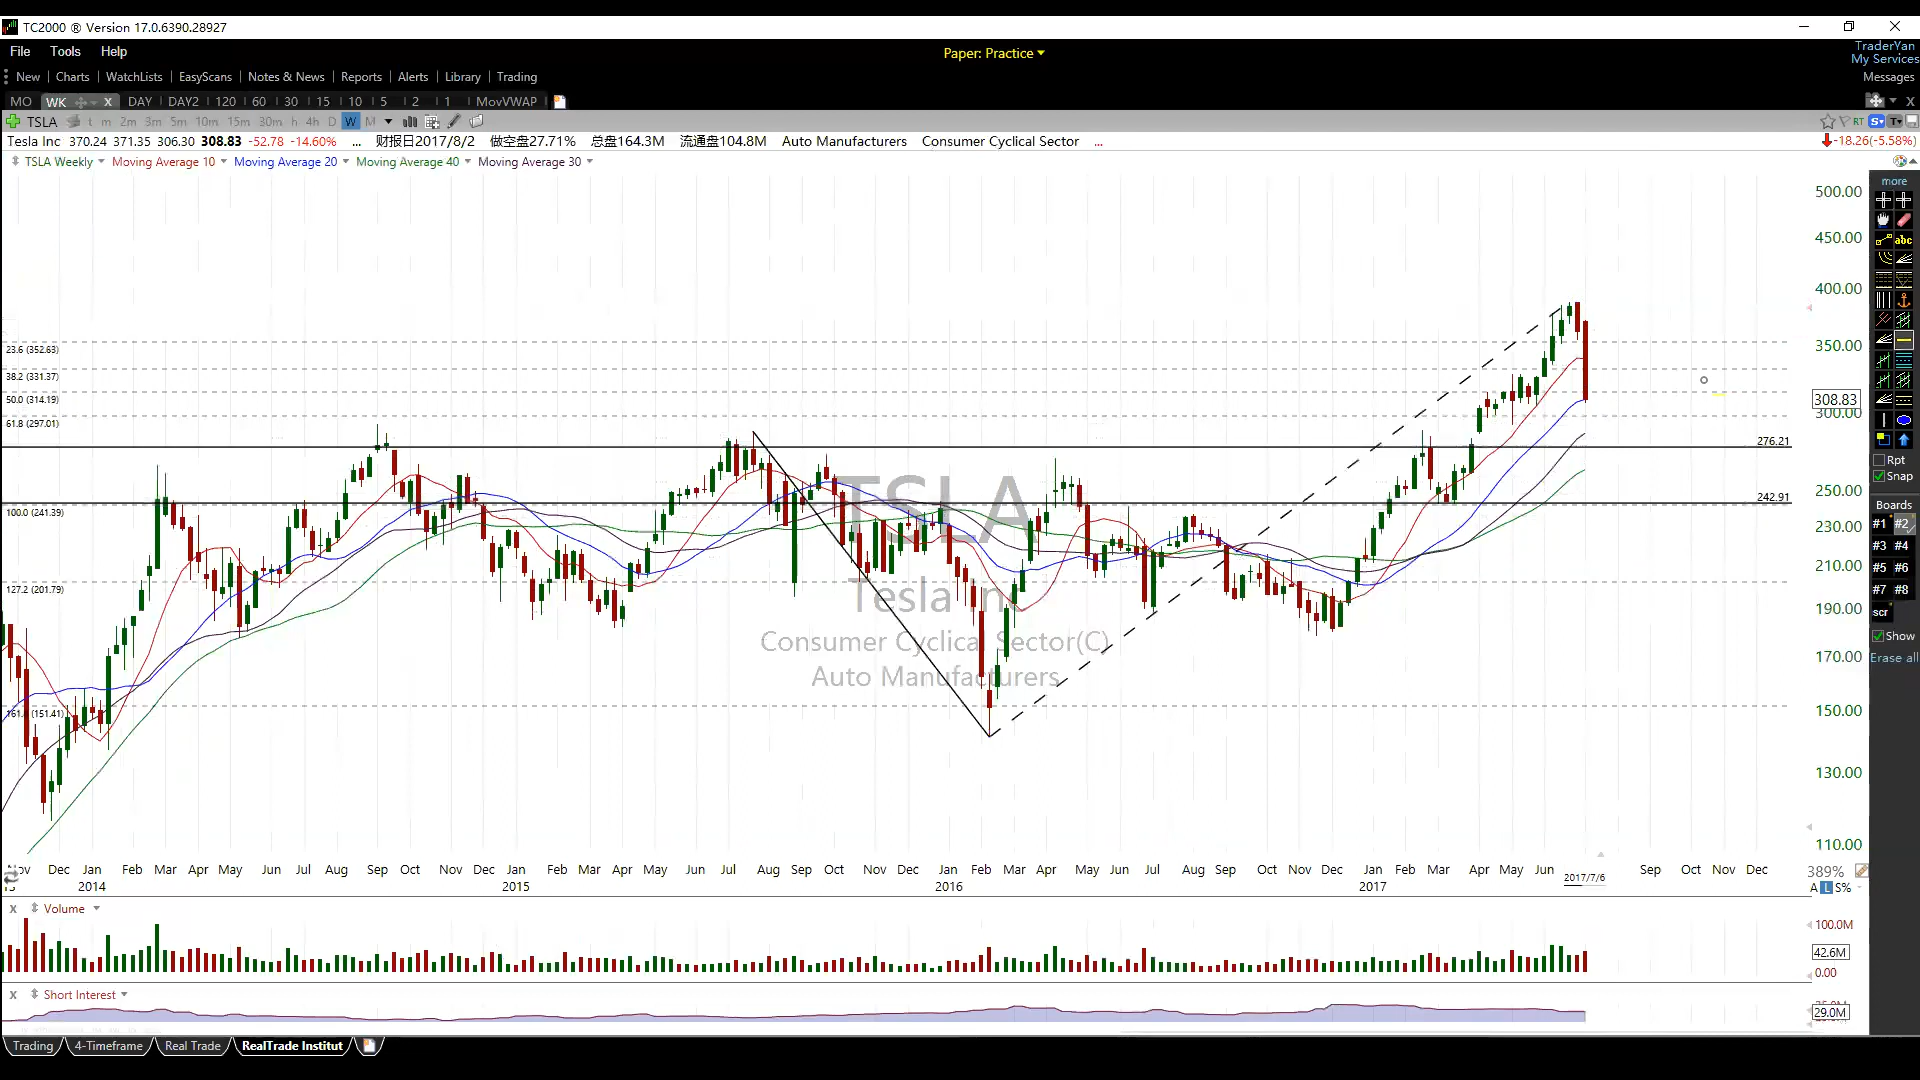 TC2000 ® Version 17.0.6390.28927
File Tools Help
Paper: Practice
TraderYan
My Services
New Charts WatchLists EasyScans Notes & News Reports Alerts Library Trading
Messages
MO WK X DAY DAY2 120 60 30 15 10 5 2 1 MovVWAP
X
TSLA t m 2m 3m 5m 10m 15m 30m h 4h D W M
RT S T
Tesla Inc 370.24 371.35 306.30 308.83 -52.78 -14.60% ... 财报日2017/8/2 做空盘27.71% 总盘164.3M 流通盘104.8M Auto Manufacturers Consumer Cyclical Sector ...
-18.26(-5.58%)
TSLA Weekly Moving Average 10 Moving Average 20 Moving Average 40 Moving Average 30
more
abc
500.00
450.00
400.00
350.00
308.83
300.00
250.00
230.00
210.00
190.00
170.00
150.00
130.00
110.00
23.6 (352.63)
38.2 (331.37)
50.0 (314.19)
61.8 (297.01)
276.21
242.91
100.0 (241.39)
127.2 (201.79)
(151.41)
TSLA
Tesla Inc
Consumer Cyclical Sector(C)
Auto Manufacturers
Rpt
Snap
Boards
#1 #2
#3 #4
#5 #6
#7 #8
scr
Show
Erase all
Dec Jan Feb Mar Apr May Jun Jul Aug Sep Oct Nov Dec Jan Feb Mar Apr May Jun Jul Aug Sep Oct Nov Dec Jan Feb Mar Apr May Jun Jul Aug Sep Oct Nov Dec Jan Feb Mar Apr May Jun 2017/7/6 Sep Oct Nov Dec
2014 2015 2016 2017
389%
A L S%
X Volume
100.0M
42.6M
0.00
X Short Interest
29.0M
Trading 4-Timeframe Real Trade RealTrade Institut